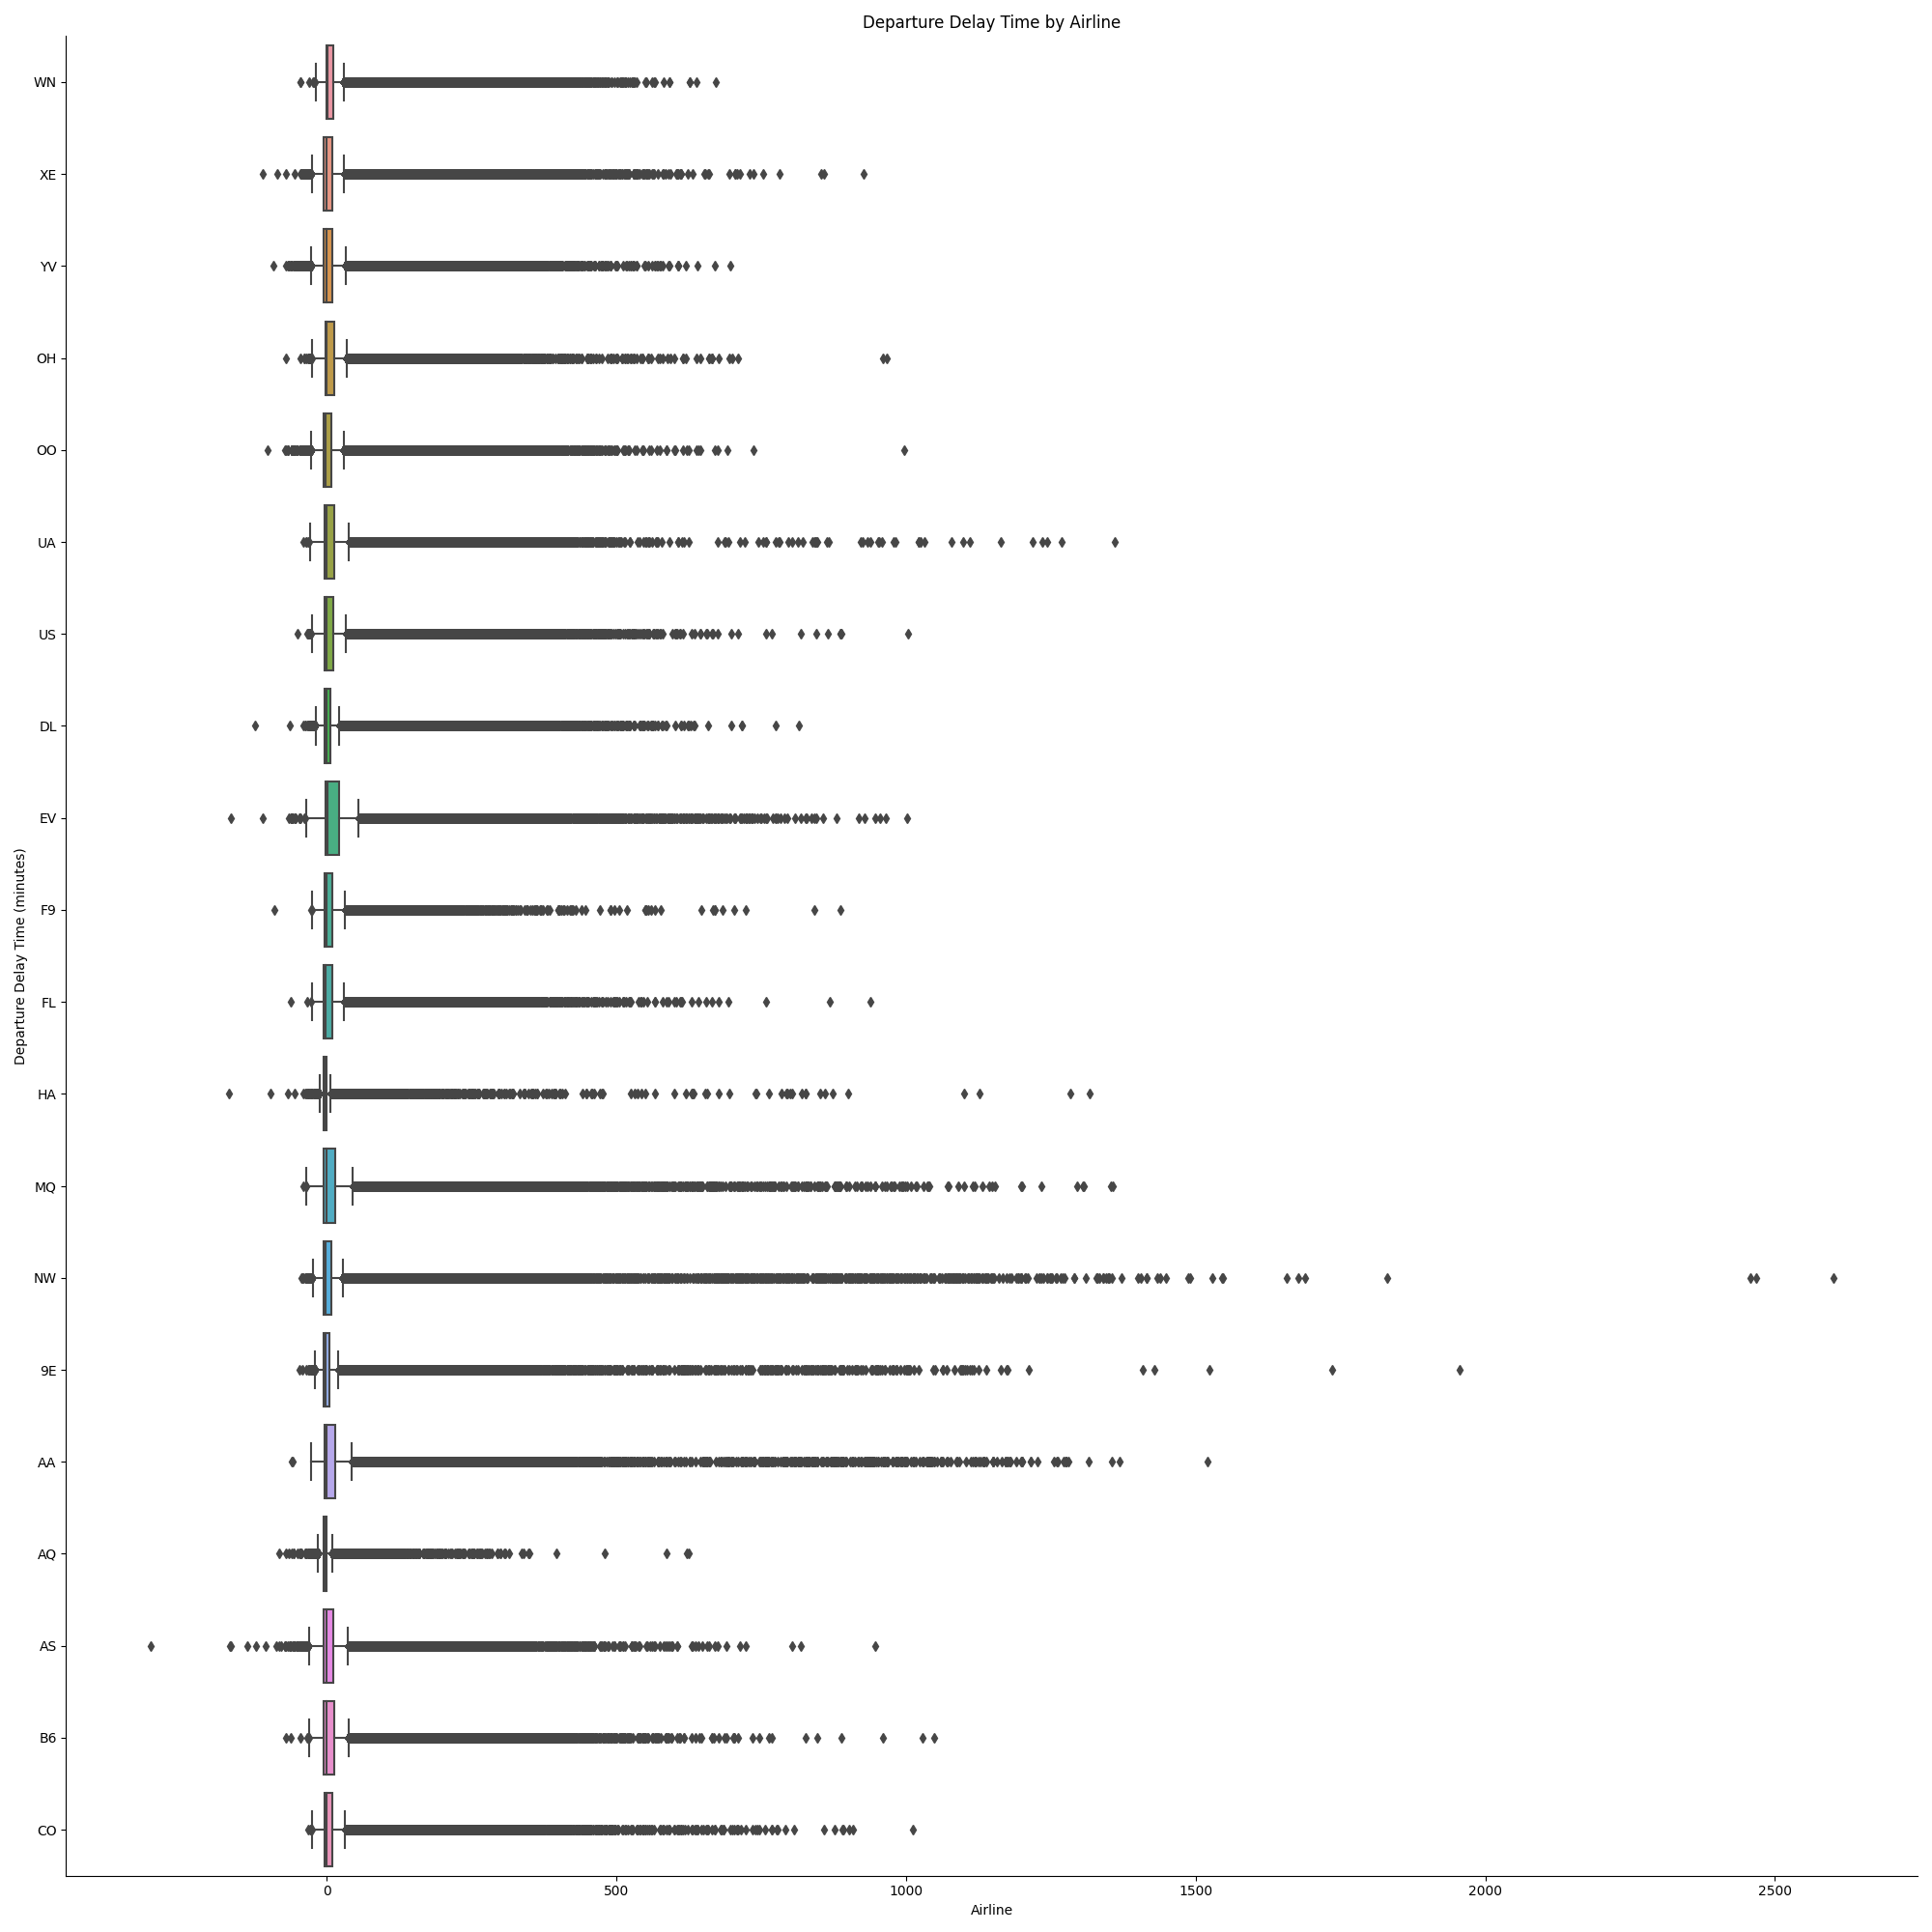 Departure Delay Time by Airline
WN
XE
YV
OH
OO
UA
US
DL
EV
F9
FL
HA
MQ
NW
9E
AA
AQ
AS
B6
CO
Departure Delay Time (minutes)
0 500 1000 1500 2000 2500
Airline